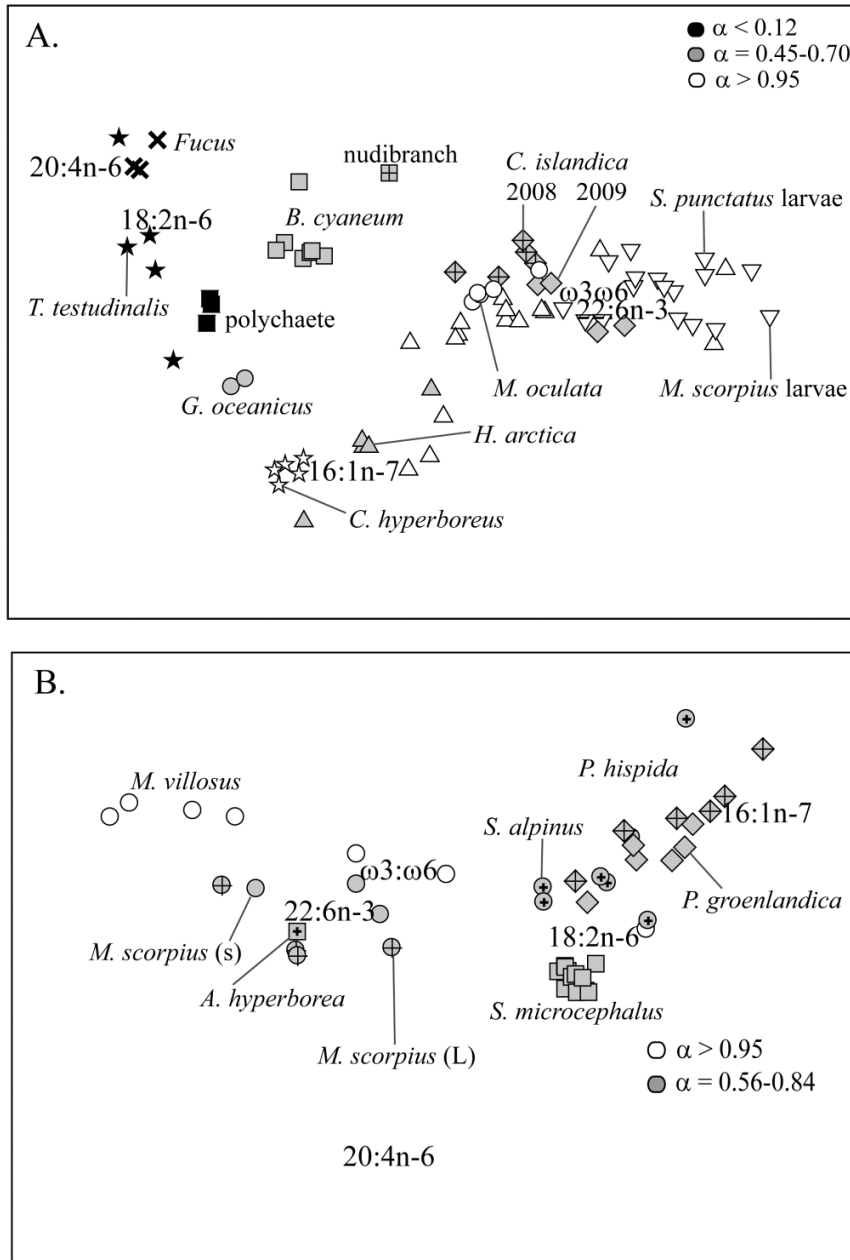 A.
α < 0.12
α = 0.45-0.70
α > 0.95
Fucus
20:4n-6
nudibranch
C. islandica
2008 2009
S. punctatus larvae
18:2n-6
B. cyaneum
T. testudinalis
polychaete
ω3ω6
22:6n-3
G. oceanicus
M. oculata
M. scorpius larvae
H. arctica
16:1n-7
C. hyperboreus
B.
M. villosus
P. hispida
16:1n-7
S. alpinus
ω3:ω6
P. groenlandica
22:6n-3
M. scorpius (s)
18:2n-6
A. hyperborea
S. microcephalus
M. scorpius (L)
α > 0.95
α = 0.56-0.84
20:4n-6